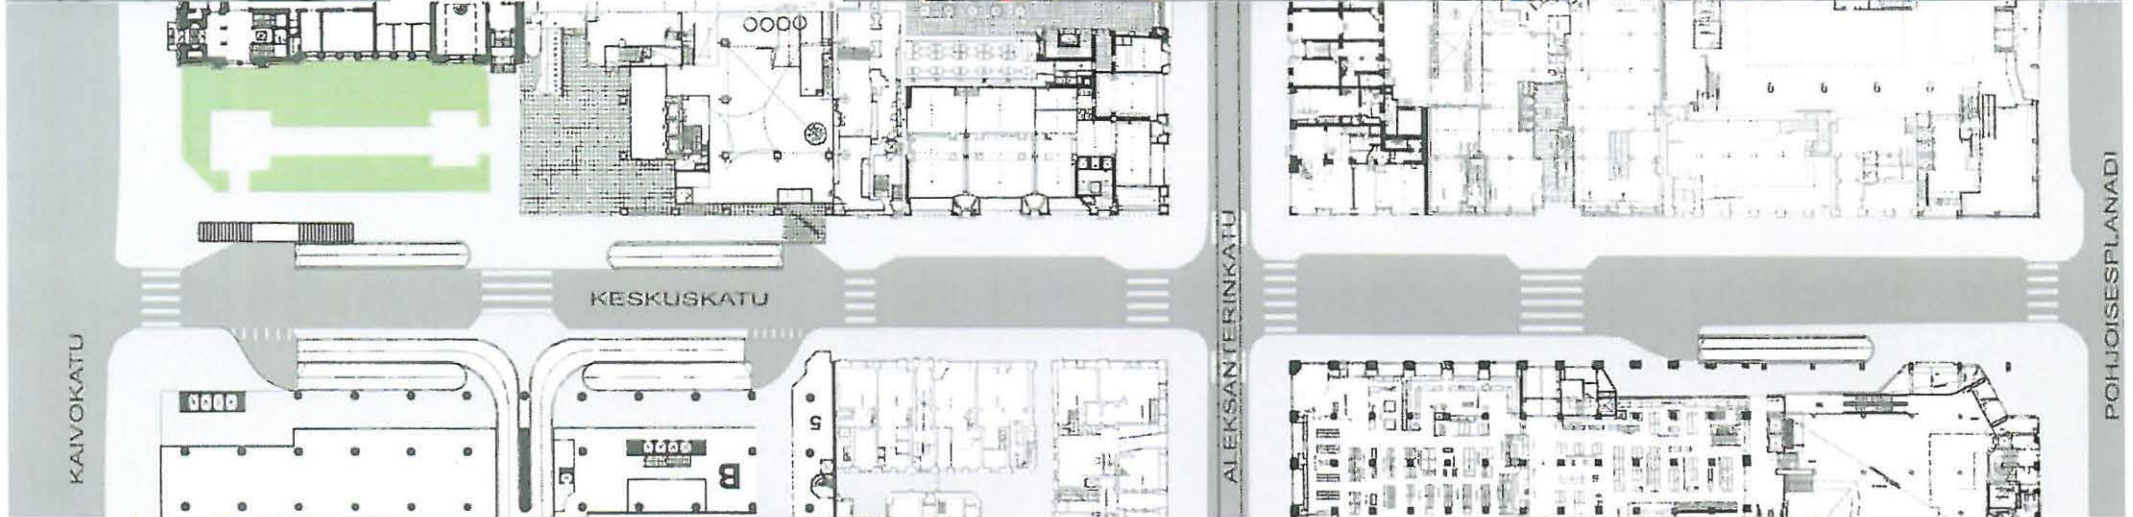 KAIVOKATU
KESKUSKATU
ALEKSANTERINKATU
POHJOISESPLANADI
5
B